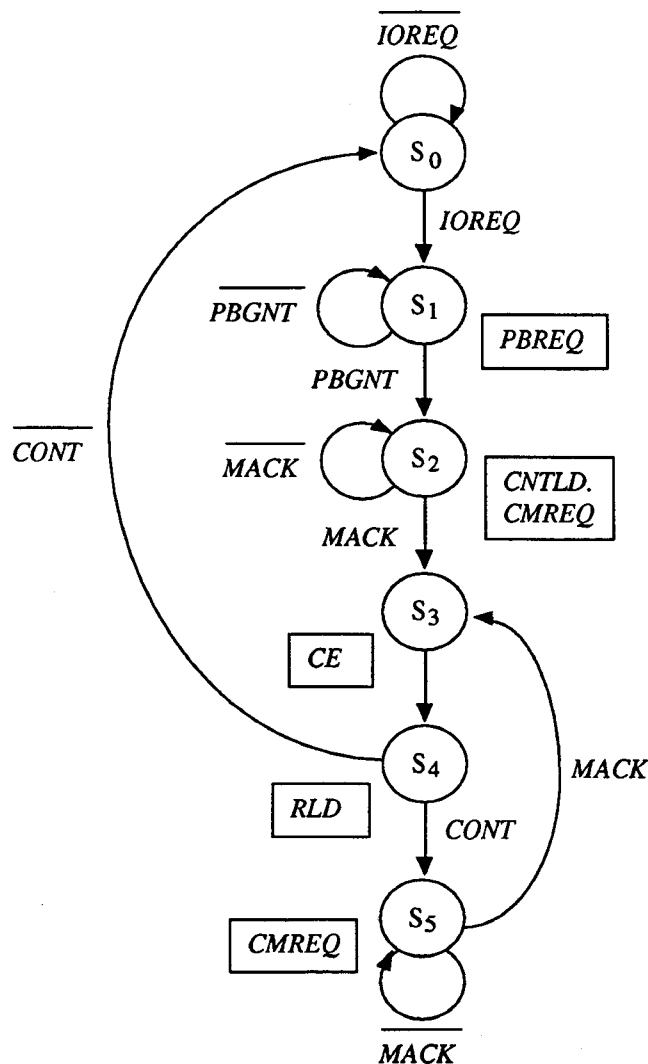 IOREQ
S0
IOREQ
PBGNT
S1
PBREQ
PBGNT
CONT
MACK
S2
CNTLD.
CMREQ
MACK
S3
CE
S4
MACK
RLD
CONT
S5
CMREQ
MACK